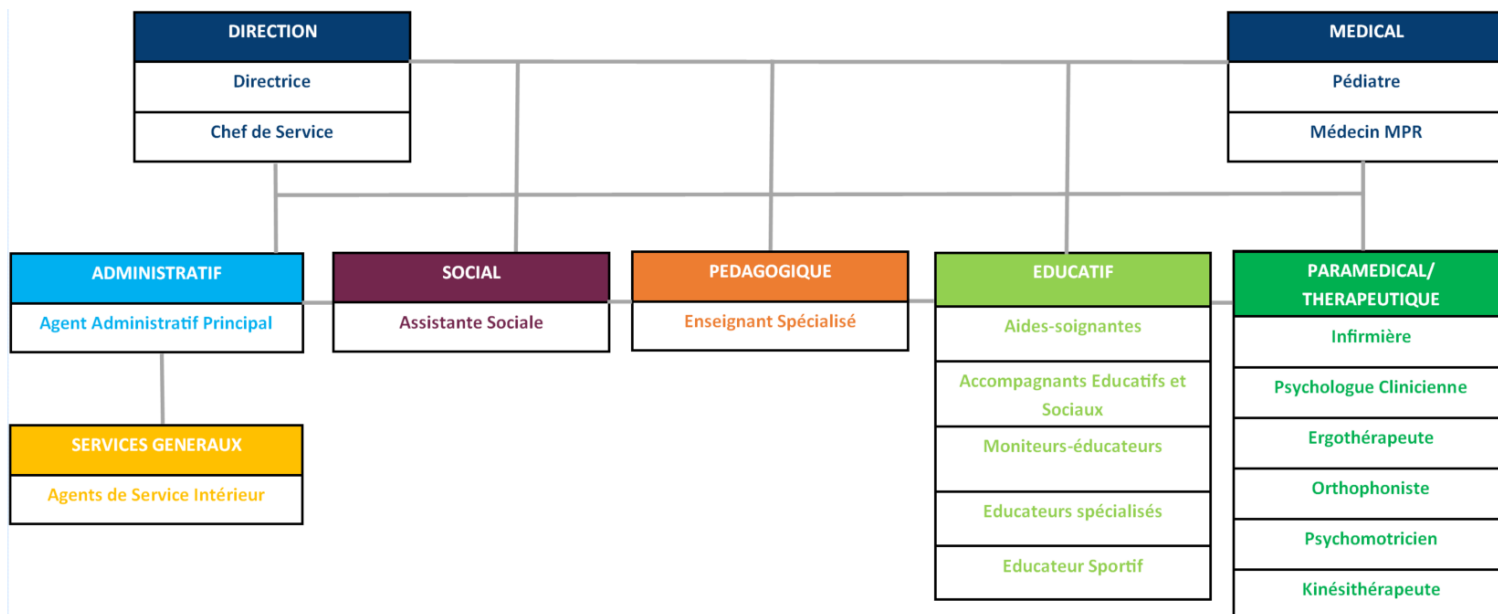 DIRECTION
Directrice
Chef de Service
MEDICAL
Pédiatre
Médecin MPR
ADMINISTRATIF
Agent Administratif Principal
SERVICES GENERAUX
Agents de Service Intérieur
SOCIAL
Assistante Sociale
PEDAGOGIQUE
Enseignant Spécialisé
EDUCATIF
Aides-soignantes
Accompagnants Educatifs et
Sociaux
Moniteurs-éducateurs
Educateurs spécialisés
Educateur Sportif
PARAMEDICAL/
THERAPEUTIQUE
Infirmière
Psychologue Clinicienne
Ergothérapeute
Orthophoniste
Psychomotricien
Kinésithérapeute